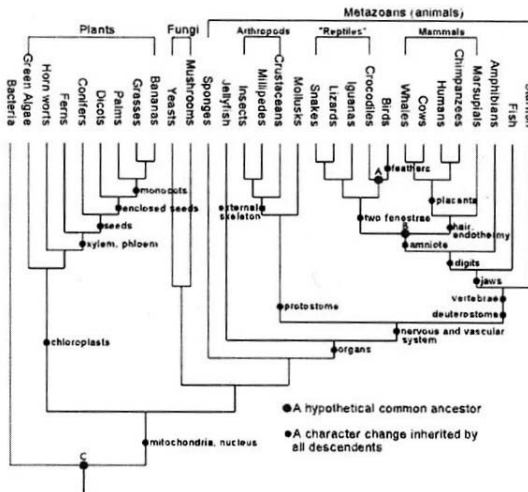 Metazoans (animals)
Plants
Fungi
Arthropods
"Reptiles"
Mammals
Bacteria
Green Algae
Horn worts
Ferns
Conifers
Dicots
Palms
Grasses
Bananas
Yeasts
Mushrooms
Sponges
Jellyfish
Insects
Millipedes
Crustaceans
Mollusks
Snakes
Lizards
Iguanas
Crocodiles
Birds
Whales
Cows
Humans
Chimpanzees
Marsupials
Amphibians
Fish
A
feathers
monocots
placenta
enclosed seeds
external
skeleton
two fenestrae
B
hair,
endothermy
seeds
xylem, phloem
amniote
digits
jaws
vertebrae
protostome
deuterostome
chloroplasts
nervous and vascular
system
organs
A hypothetical common
ancestor
mitochondria, nucleus
A character change inherited by
all descendents
C